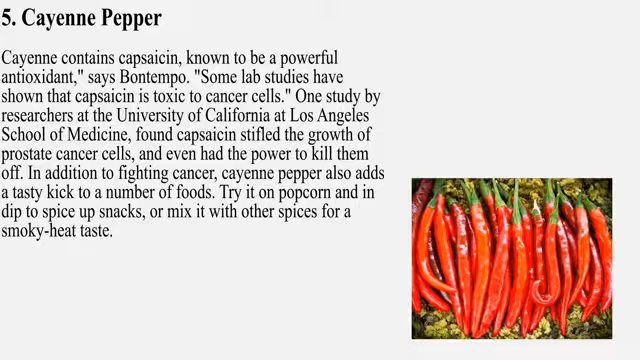 5. Cayenne Pepper
Cayenne contains capsaicin, known to be a powerful
antioxidant," says Bontempo. "Some lab studies have
shown that capsaicin is toxic to cancer cells." One study by
researchers at the University of California at Los Angeles
School of Medicine, found capsaicin stifled the growth of
prostate cancer cells, and even had the power to kill them
off. In addition to fighting cancer, cayenne pepper also adds
a tasty kick to a number of foods. Try it on popcorn and in
dip to spice up snacks, or mix it with other spices for a
smoky-heat taste.